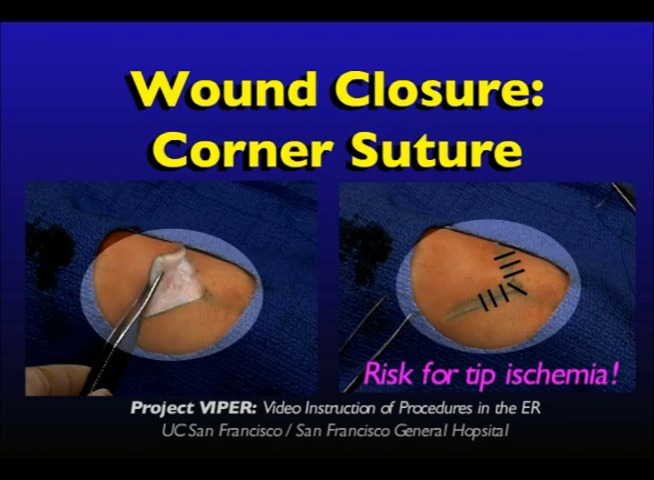 Wound Closure:
Corner Suture
Risk for tip ischemia!
Project VIPER: Video Instruction of Procedures in the ER
UC San Francisco / San Francisco General Hopsital